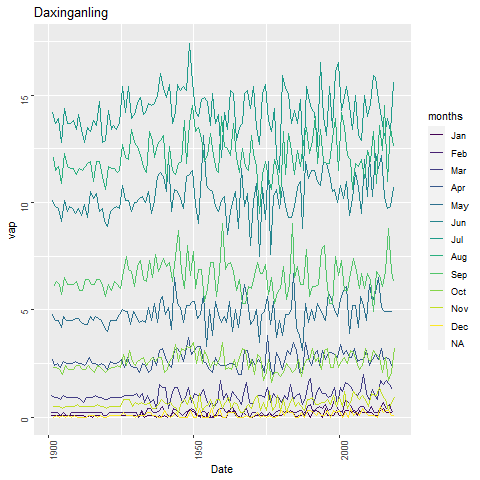 Daxinganling
vap
15
10
5
0
1900
1950
2000
Date
months
Jan
Feb
Mar
Apr
May
Jun
Jul
Aug
Sep
Oct
Nov
Dec
NA